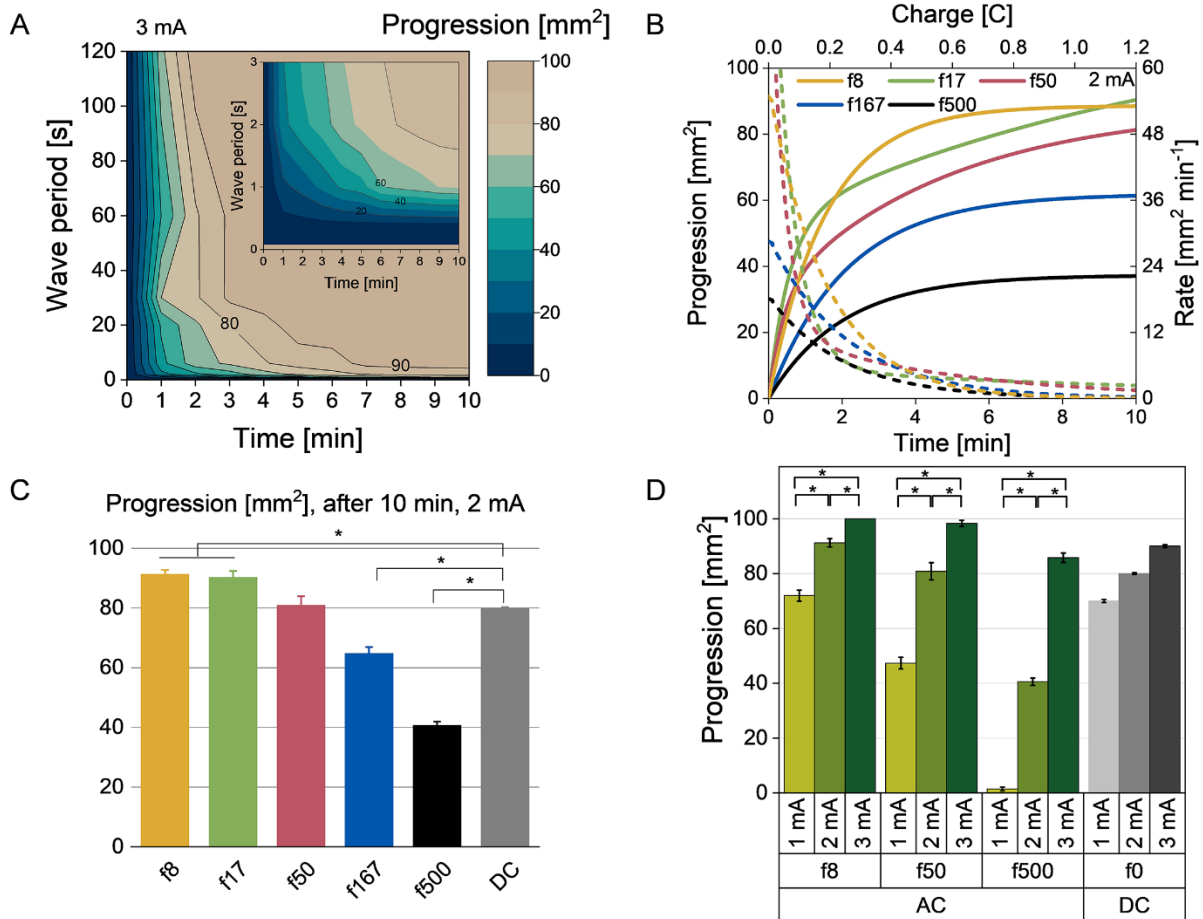 A
3 mA
Progression [mm²]
Wave period [s]
120
100
80
60
40
20
0
0 1 2 3 4 5 6 7 8 9 10
Time [min]
80
90
Wave period [s]
3
2
1
0
0 1 2 3 4 5 6 7 8 9 10
Time [min]
60
40
20
100
80
60
40
20
0
B
Charge [C]
0.0 0.2 0.4 0.6 0.8 1.0 1.2
f8 f17 f50 2 mA
f167 f500
Progression [mm²]
100
80
60
40
20
0
60
48
36
24
12
0
Rate [mm² min⁻¹]
0 2 4 6 8 10
Time [min]
C
Progression [mm²], after 10 min, 2 mA
*
*
*
100
80
60
40
20
0
f8 f17 f50 f167 f500 DC
D
* * *
* * * * * *
Progression [mm²]
100
80
60
40
20
0
1 mA 2 mA 3 mA 1 mA 2 mA 3 mA 1 mA 2 mA 3 mA 1 mA 2 mA 3 mA
f8 f50 f500 f0
AC DC